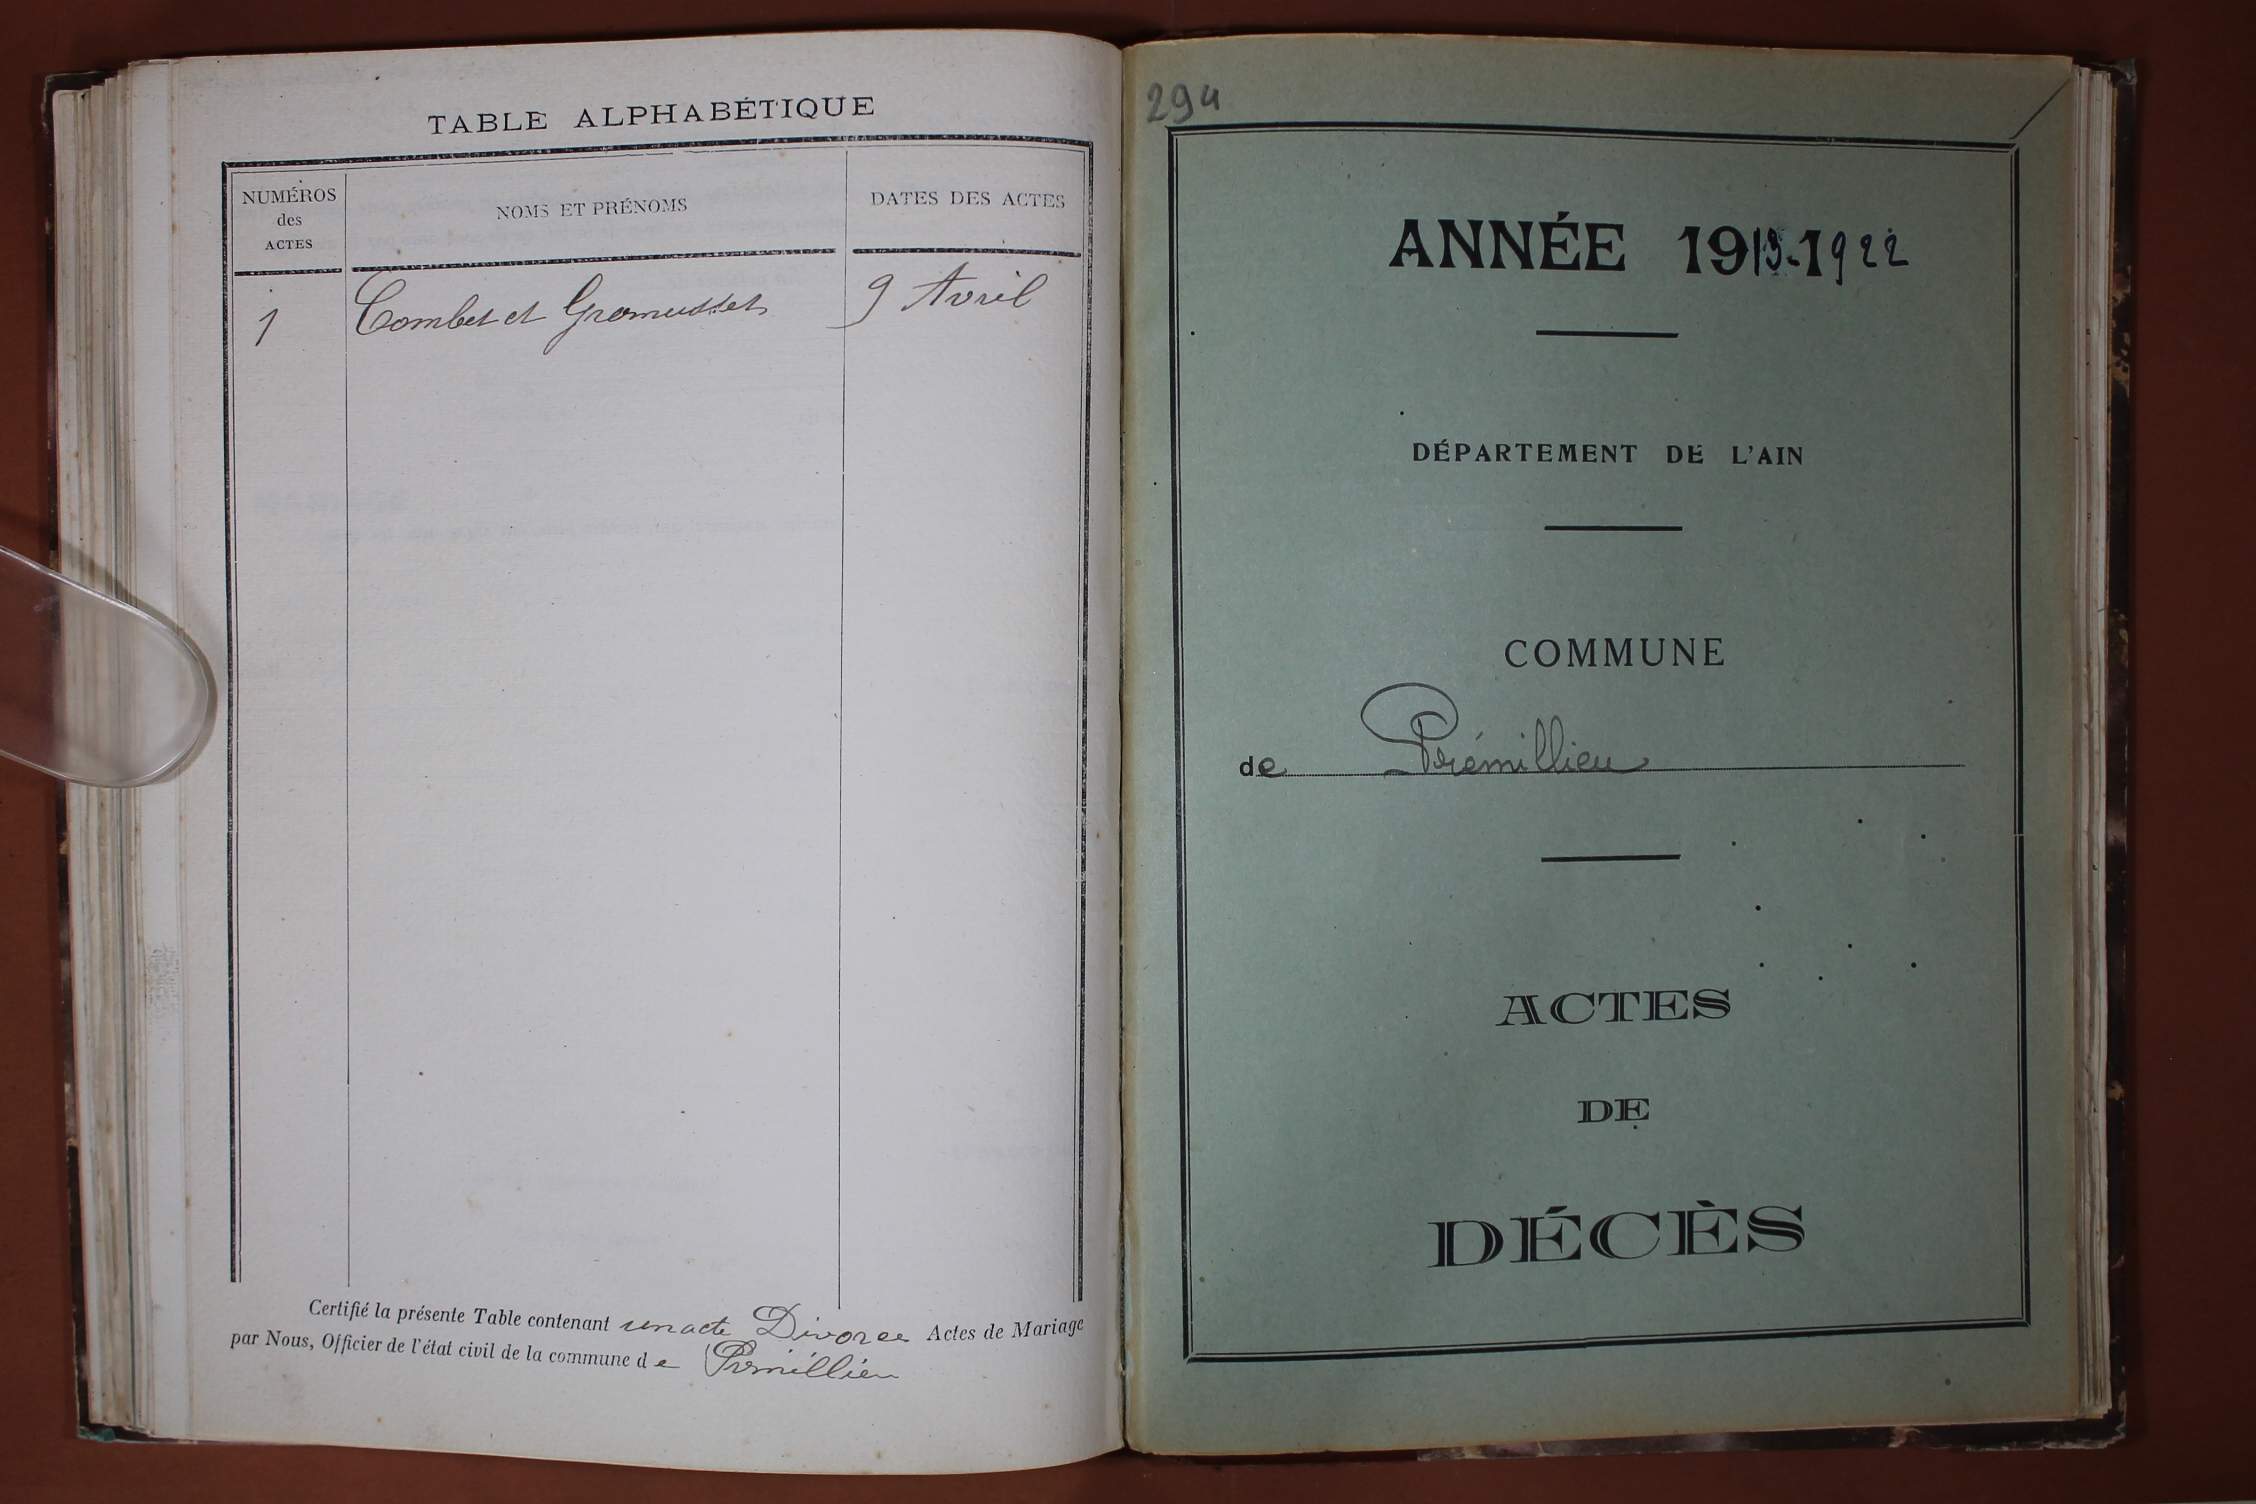 TABLE ALPHABÉTIQUE
NUMÉROS
des
ACTES
NOMS ET PRÉNOMS
DATES DES ACTES
1 Combet et Gromusset 9 Avril
Certifié la présente Table contenant un acte Divorce Actes de Mariage
par Nous, Officier de l'état civil de la commune de Prémillieu
294
ANNÉE 1913-1922
DÉPARTEMENT DE L'AIN
COMMUNE
de Prémillieu
ACTES
DE
DÉCÈS